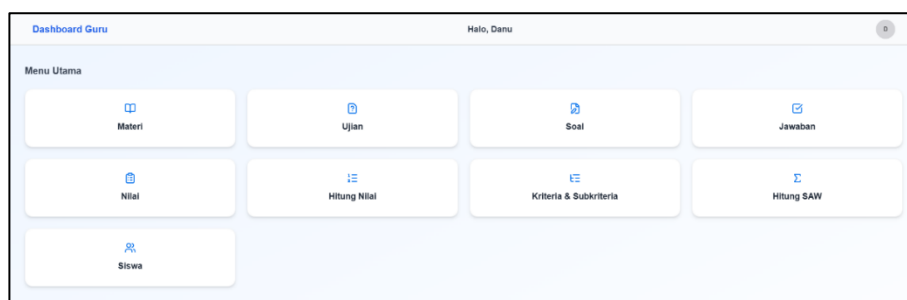 Dashboard Guru Halo, Danu D
Menu Utama
Materi Ujian Soal Jawaban
Nilai Hitung Nilai Kriteria & Subkriteria Hitung SAW
Siswa